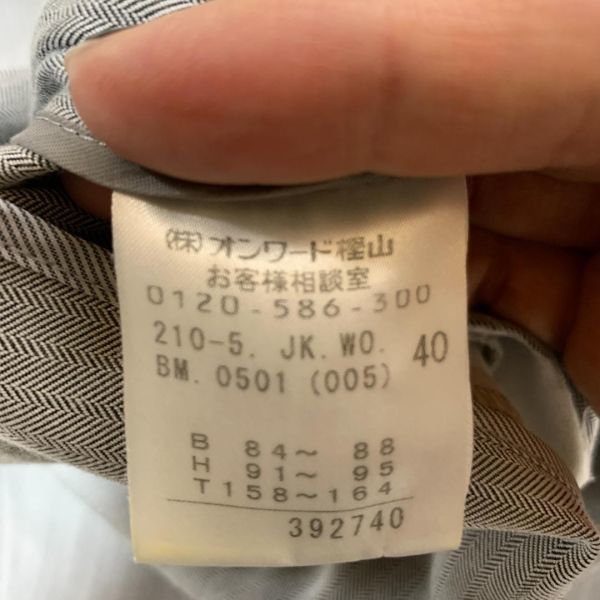 (株)オンワード樫山
お客様相談室
0120-586-300
210-5. JK. WO. 40
BM. 0501 (005)
B 84～ 88
H 91～ 95
T 158～164
392740